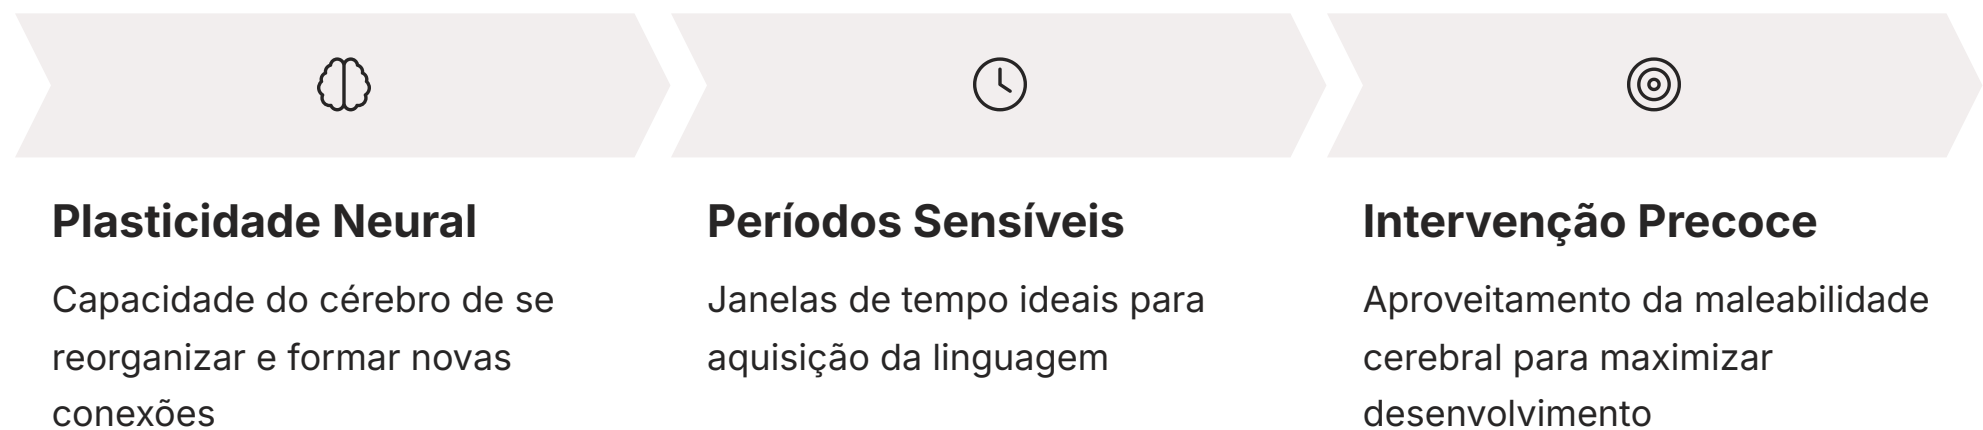 Plasticidade Neural
Capacidade do cérebro de se
reorganizar e formar novas
conexões
Períodos Sensíveis
Janelas de tempo ideais para
aquisição da linguagem
Intervenção Precoce
Aproveitamento da maleabilidade
cerebral para maximizar
desenvolvimento